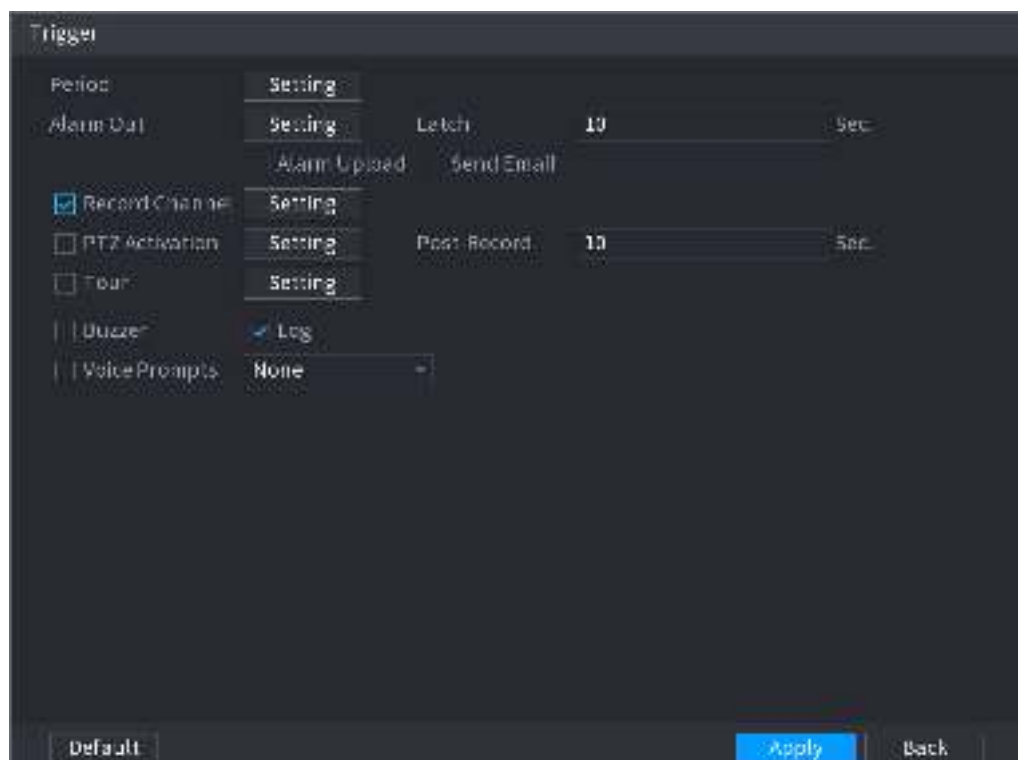 Trigger
Period Setting
Alarm Out Setting Latch 10 Sec.
Alarm Upload Send Email
Record Channel Setting
PTZ Activation Setting Post-Record 10 Sec.
Tour Setting
Buzzer Log
Voice Prompts None
Default Apply Back